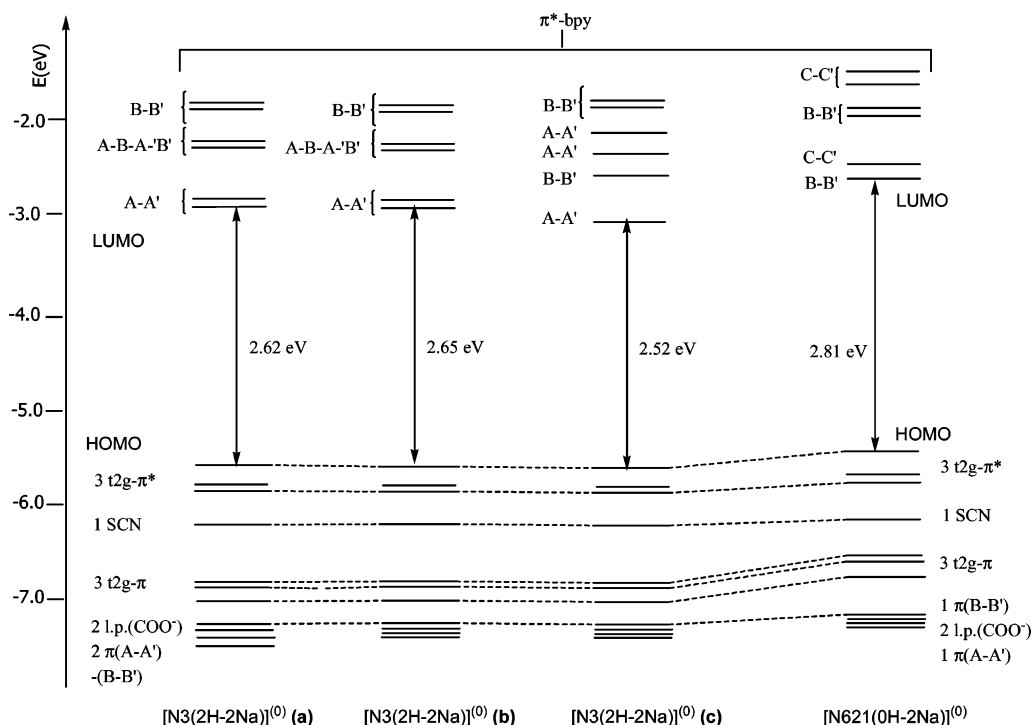 π*-bpy
E(eV)
-2.0
-3.0
-4.0
-5.0
-6.0
-7.0
B-B'
A-B-A-'B'
A-A'
LUMO
2.62 eV
HOMO
3 t2g-π*
1 SCN
3 t2g-π
2 l.p.(COO⁻)
2 π(A-A')
-(B-B')
B-B'
A-B-A-'B'
A-A'
2.65 eV
B-B'
A-A'
A-A'
B-B'
A-A'
2.52 eV
C-C'
B-B'
C-C'
B-B'
LUMO
2.81 eV
HOMO
3 t2g-π*
1 SCN
3 t2g-π
1 π(B-B')
2 l.p.(COO⁻)
1 π(A-A')
[N3(2H-2Na)]⁽⁰⁾ (a) [N3(2H-2Na)]⁽⁰⁾ (b) [N3(2H-2Na)]⁽⁰⁾ (c) [N621(0H-2Na)]⁽⁰⁾